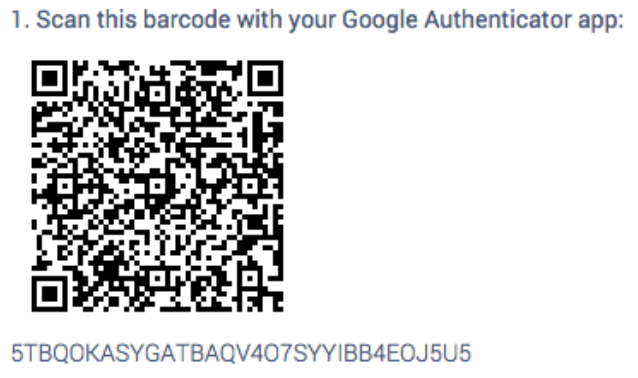 1. Scan this barcode with your Google Authenticator app:
5TBQOKASYGATBAQV4O7SYYIBB4EOJ5U5